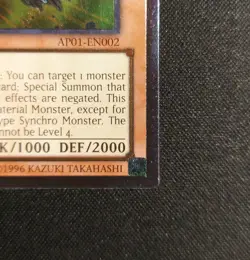 AP01-EN002
: You can target 1 monster
ard; Special Summon that
effects are negated. This
aterial Monster, except for
ype Synchro Monster. The
nnot be Level 4.
K/1000 DEF/2000
1996 KAZUKI TAKAHASHI